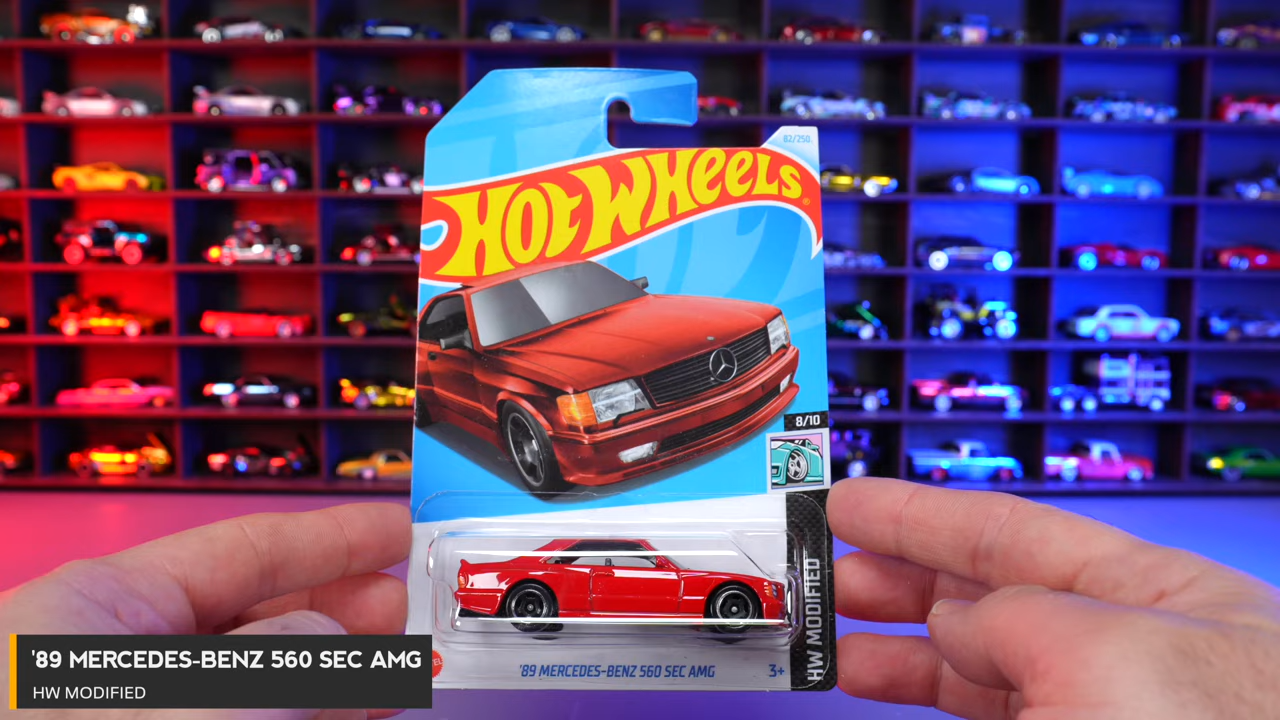 82/250
HOT WHEELS
8/10
HW MODIFIED
'89 MERCEDES-BENZ 560 SEC AMG
3+
'89 MERCEDES-BENZ 560 SEC AMG
HW MODIFIED